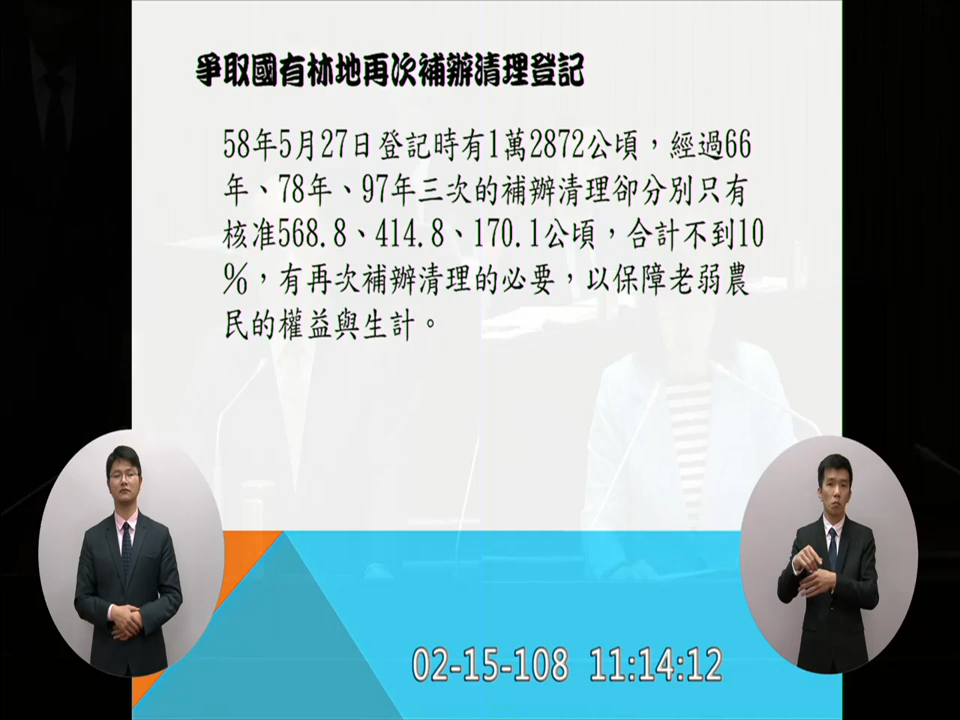 爭取國有林地再次補辦清理登記
58年5月27日登記時有1萬2872公頃，經過66
年、78年、97年三次的補辦清理卻分別只有
核准568.8、414.8、170.1公頃，合計不到10
%，有再次補辦清理的必要，以保障老弱農
民的權益與生計。
02-15-108 11:14:12